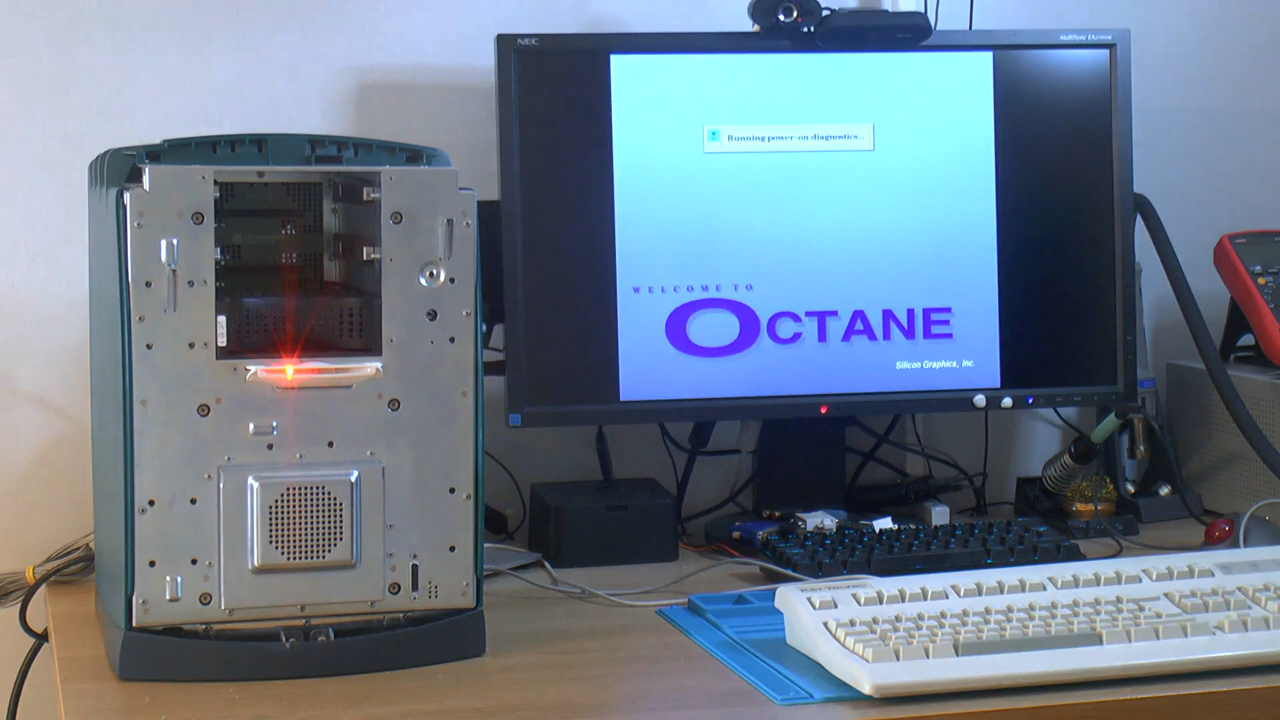 NEC
Running power-on diagnostics...
WELCOME TO
OCTANE
Silicon Graphics, Inc.